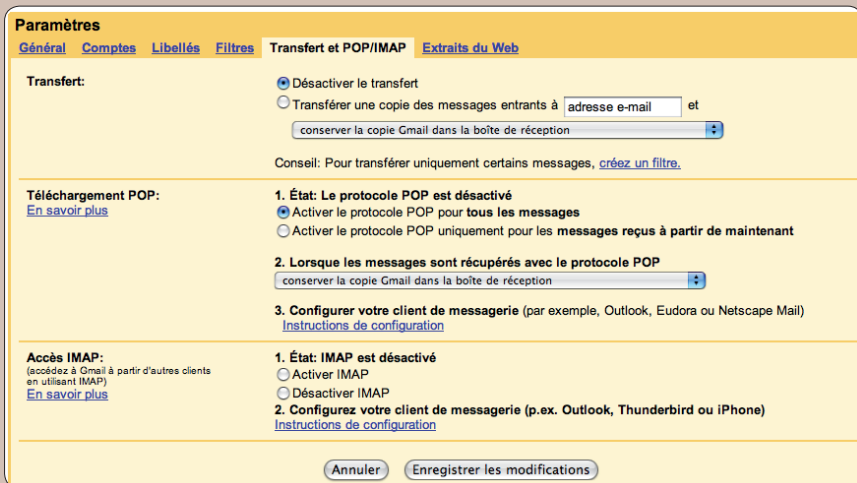 Paramètres
Général Comptes Libellés Filtres Transfert et POP/IMAP Extraits du Web
Transfert:
Désactiver le transfert
Transférer une copie des messages entrants à adresse e-mail et
conserver la copie Gmail dans la boîte de réception
Conseil: Pour transférer uniquement certains messages, créez un filtre.
Téléchargement POP:
En savoir plus
1. État: Le protocole POP est désactivé
Activer le protocole POP pour tous les messages
Activer le protocole POP uniquement pour les messages reçus à partir de maintenant
2. Lorsque les messages sont récupérés avec le protocole POP
conserver la copie Gmail dans la boîte de réception
3. Configurer votre client de messagerie (par exemple, Outlook, Eudora ou Netscape Mail)
Instructions de configuration
Accès IMAP:
(accédez à Gmail à partir d'autres clients
en utilisant IMAP)
En savoir plus
1. État: IMAP est désactivé
Activer IMAP
Désactiver IMAP
2. Configurez votre client de messagerie (p.ex. Outlook, Thunderbird ou iPhone)
Instructions de configuration
Annuler Enregistrer les modifications